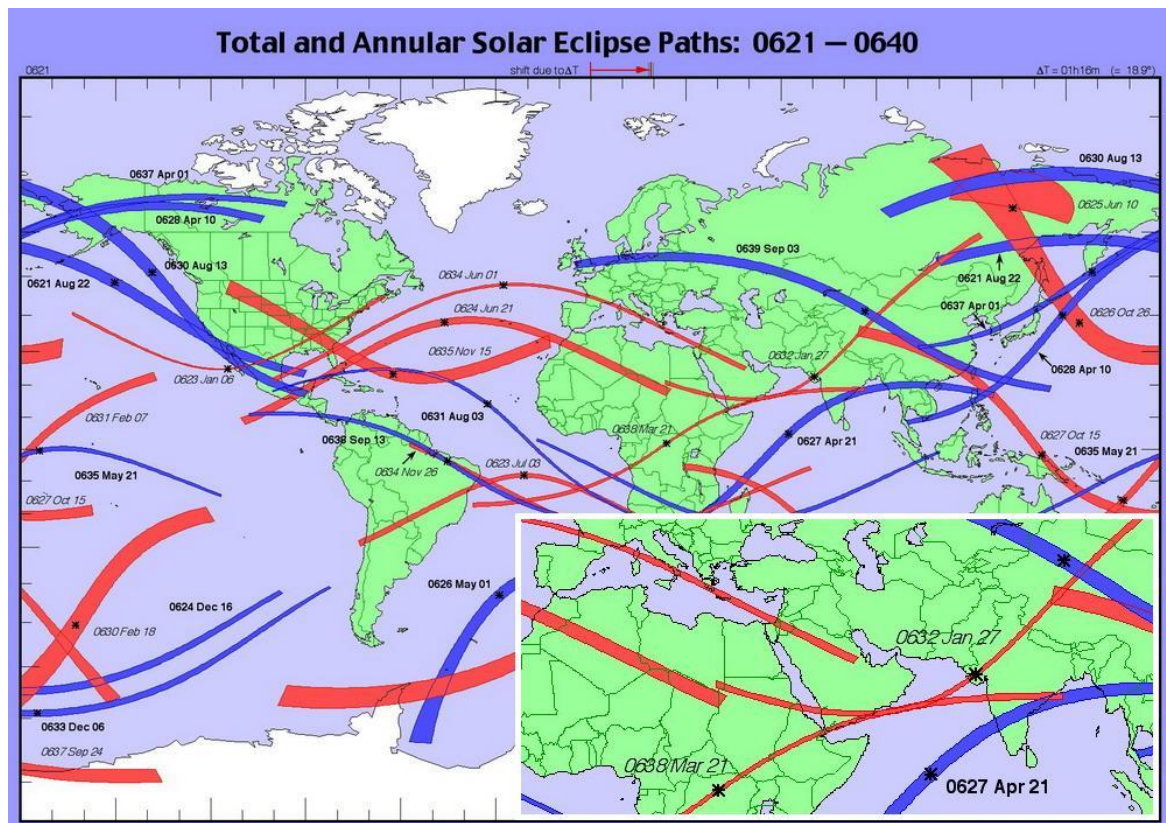 Total and Annular Solar Eclipse Paths: 0621 — 0640
0621
shift due to ΔT
ΔT = 01h16m (= 18.9°)
0637 Apr 01
0630 Aug 13
0628 Apr 10
0625 Jun 10
0639 Sep 03
0630 Aug 13
0634 Jun 01
0621 Aug 22
0621 Aug 22
0624 Jun 21
0637 Apr 01
0626 Oct 26
0635 Nov 15
0632 Jan 27
0623 Jan 06
0628 Apr 10
0631 Feb 07
0631 Aug 03
0638 Mar 21
0627 Oct 15
0638 Sep 13
0627 Apr 21
0635 May 21
0634 Nov 26
0623 Jul 03
0635 May 21
0627 Oct 15
0626 May 01
0624 Dec 16
0630 Feb 18
0632 Jan 27
0633 Dec 06
0637 Sep 24
0638 Mar 21
0627 Apr 21